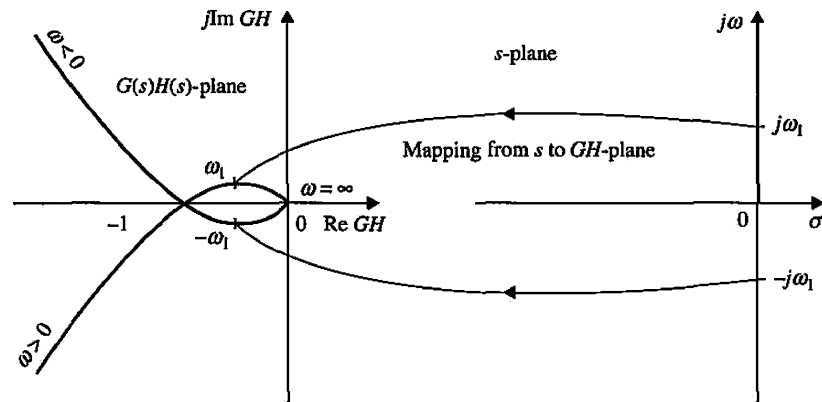 jIm GH
jω
ω < 0
s-plane
G(s)H(s)-plane
jω₁
Mapping from s to GH-plane
ω₁
ω = ∞
−1
−ω₁
0
Re GH
0
σ
−jω₁
ω > 0